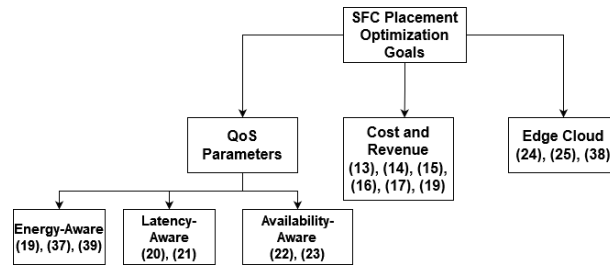 SFC Placement
Optimization
Goals
QoS
Parameters
Cost and
Revenue
(13), (14), (15),
(16), (17), (19)
Edge Cloud
(24), (25), (38)
Energy-Aware
(19), (37), (39)
Latency-
Aware
(20), (21)
Availability-
Aware
(22), (23)